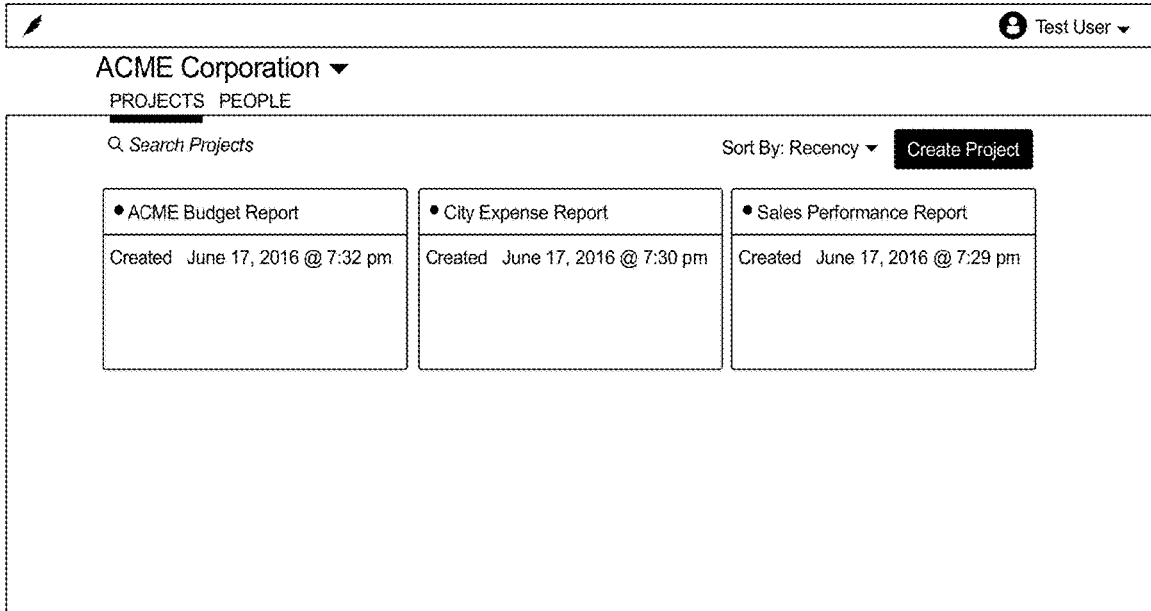 Test User
ACME Corporation
PROJECTS PEOPLE
Search Projects
Sort By: Recency
Create Project
ACME Budget Report
Created June 17, 2016 @ 7:32 pm
City Expense Report
Created June 17, 2016 @ 7:30 pm
Sales Performance Report
Created June 17, 2016 @ 7:29 pm